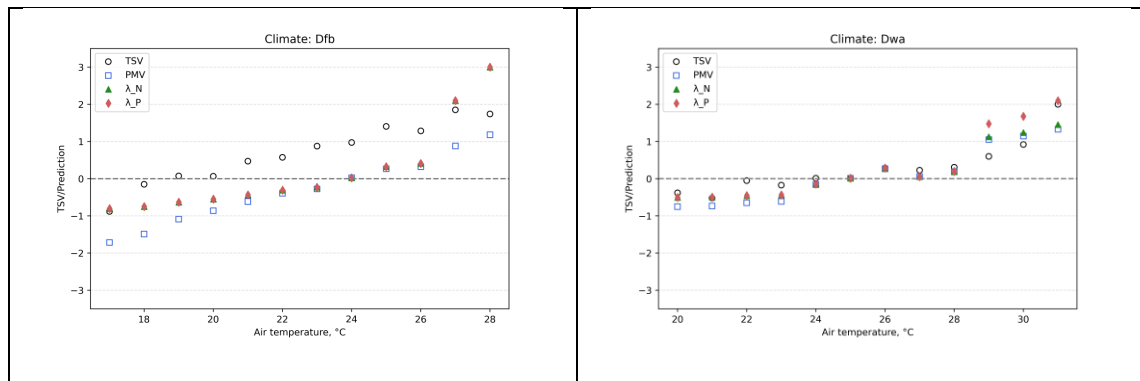 Climate: Dfb
TSV
PMV
λ_N
λ_P
3
2
1
0
−1
−2
−3
TSV/Prediction
18
20
22
24
26
28
Air temperature, °C
Climate: Dwa
TSV
PMV
λ_N
λ_P
3
2
1
0
−1
−2
−3
TSV/Prediction
20
22
24
26
28
30
Air temperature, °C